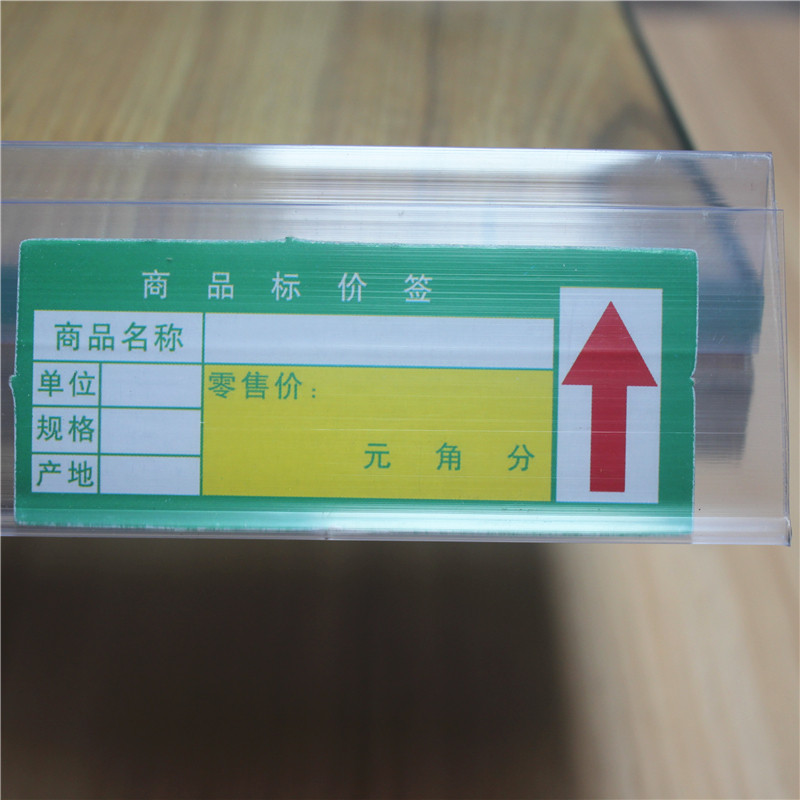 商品标价签
商品名称
单位
零售价：
规格
元 角 分
产地